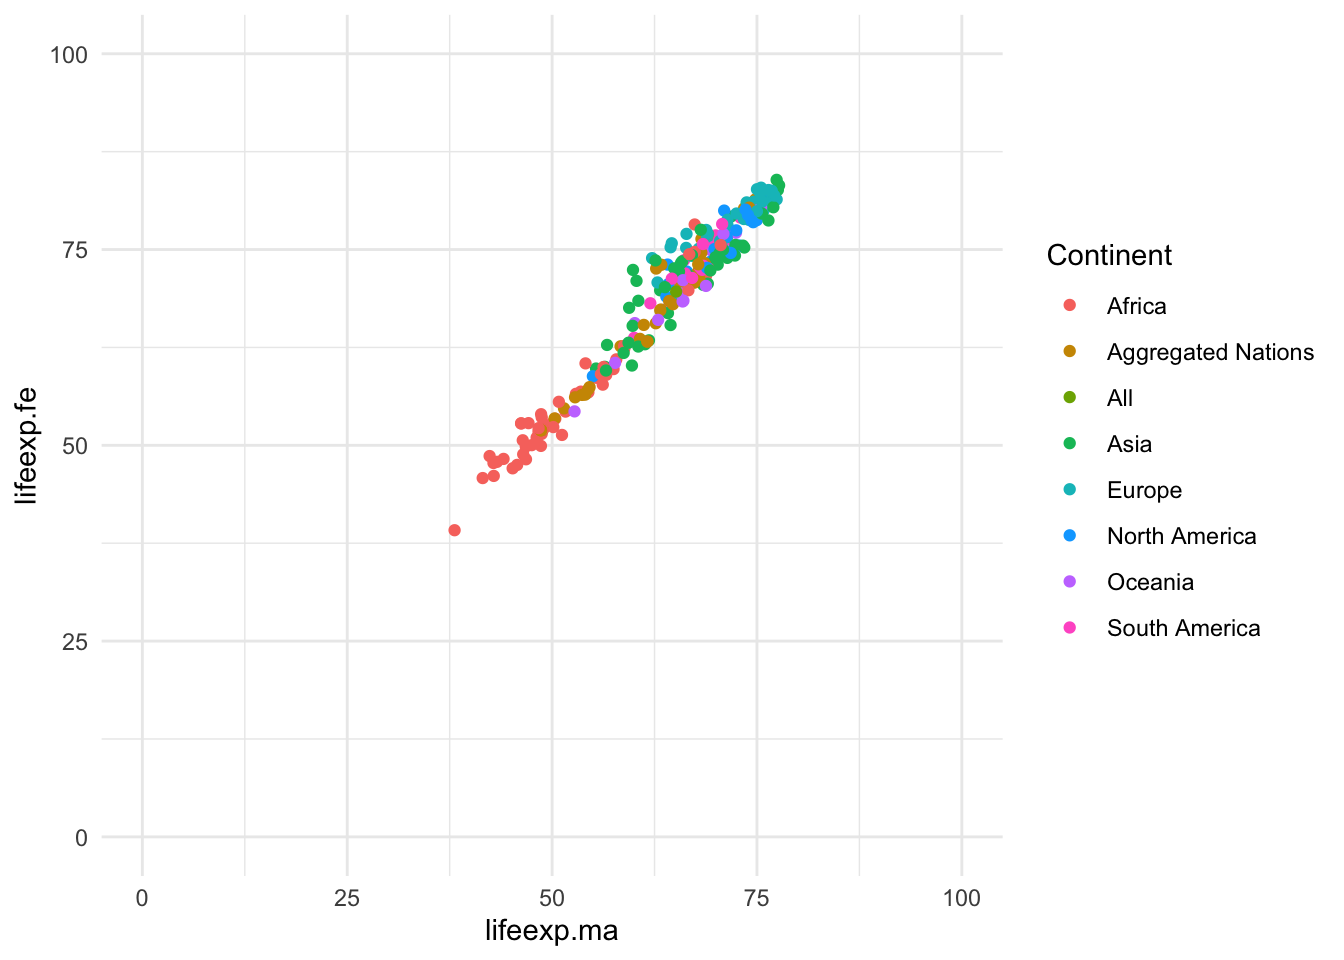 100
75
50
25
0
lifeexp.fe
0 25 50 75 100
lifeexp.ma
Continent
Africa
Aggregated Nations
All
Asia
Europe
North America
Oceania
South America